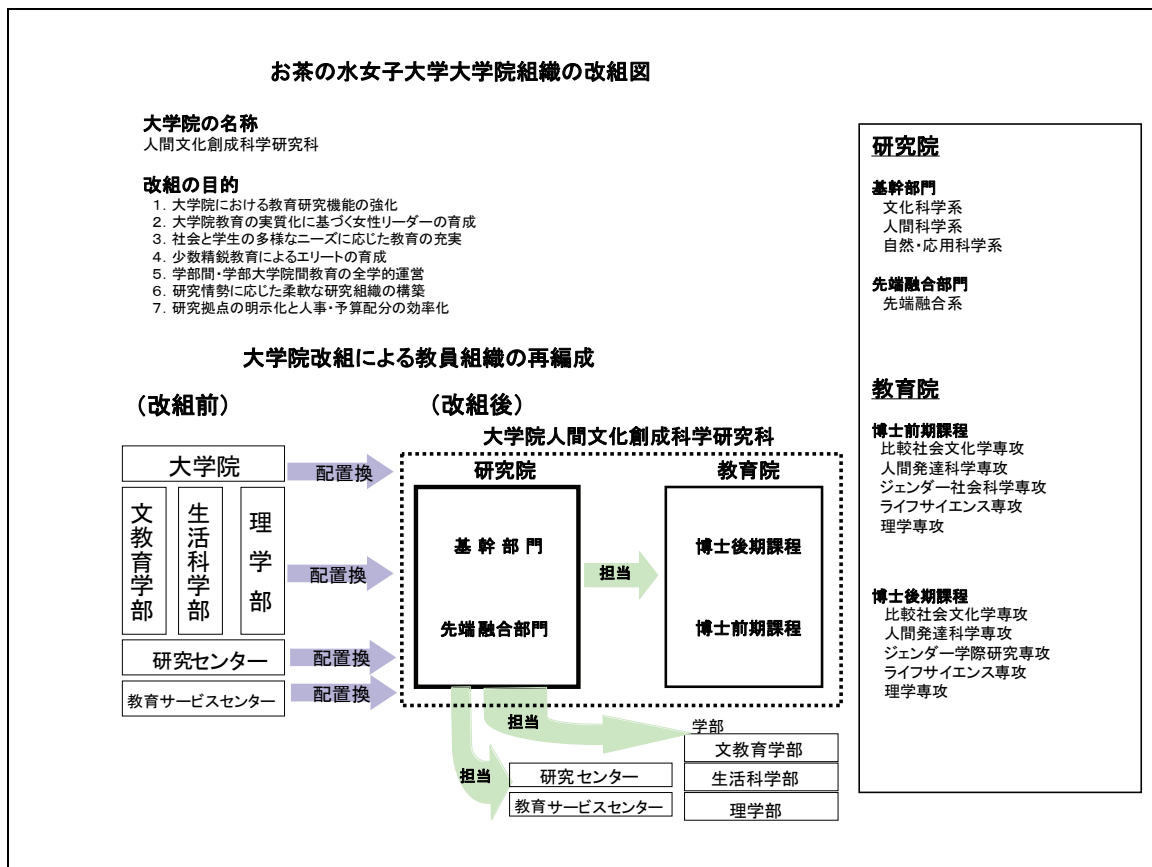 お茶の水女子大学大学院組織の改組図
大学院の名称
人間文化創成科学研究科
改組の目的
1. 大学院における教育研究機能の強化
2. 大学院教育の実質化に基づく女性リーダーの育成
3. 社会と学生の多様なニーズに応じた教育の充実
4. 少数精鋭教育によるエリートの育成
5. 学部間・学部大学院間教育の全学的運営
6. 研究情勢に応じた柔軟な研究組織の構築
7. 研究拠点の明示化と人事・予算配分の効率化
大学院改組による教員組織の再編成
（改組前）
大学院
文教育学部
生活科学部
理学部
研究センター
教育サービスセンター
配置換
配置換
配置換
配置換
（改組後）
大学院人間文化創成科学研究科
研究院
基幹部門
先端融合部門
担当
教育院
博士後期課程
博士前期課程
担当
担当
研究センター
教育サービスセンター
学部
文教育学部
生活科学部
理学部
研究院
基幹部門
文化科学系
人間科学系
自然・応用科学系
先端融合部門
先端融合系
教育院
博士前期課程
比較社会文化学専攻
人間発達科学専攻
ジェンダー社会科学専攻
ライフサイエンス専攻
理学専攻
博士後期課程
比較社会文化学専攻
人間発達科学専攻
ジェンダー学際研究専攻
ライフサイエンス専攻
理学専攻